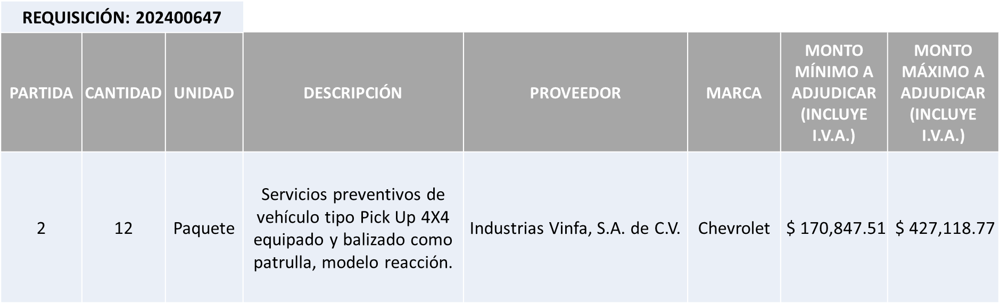 REQUISICIÓN: 202400647
PARTIDA
CANTIDAD
UNIDAD
DESCRIPCIÓN
PROVEEDOR
MARCA
MONTO
MÍNIMO A
ADJUDICAR
(INCLUYE
I.V.A.)
MONTO
MÁXIMO A
ADJUDICAR
(INCLUYE
I.V.A.)
2
12
Paquete
Servicios preventivos de
vehículo tipo Pick Up 4X4
equipado y balizado como
patrulla, modelo reacción.
Industrias Vinfa, S.A. de C.V.
Chevrolet
$ 170,847.51
$ 427,118.77